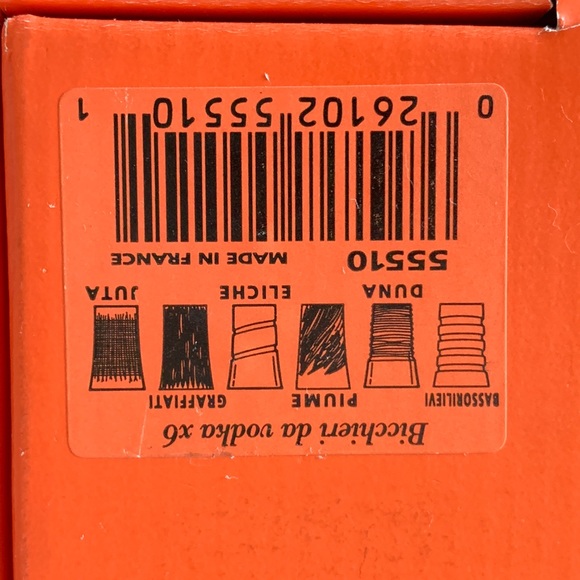 Bicchieri da vodka x6
BASSORILIEVI PIUME GRAFFIATI
DUNA ELICHE JUTA
55510 MADE IN FRANCE
0 26102 55510 1